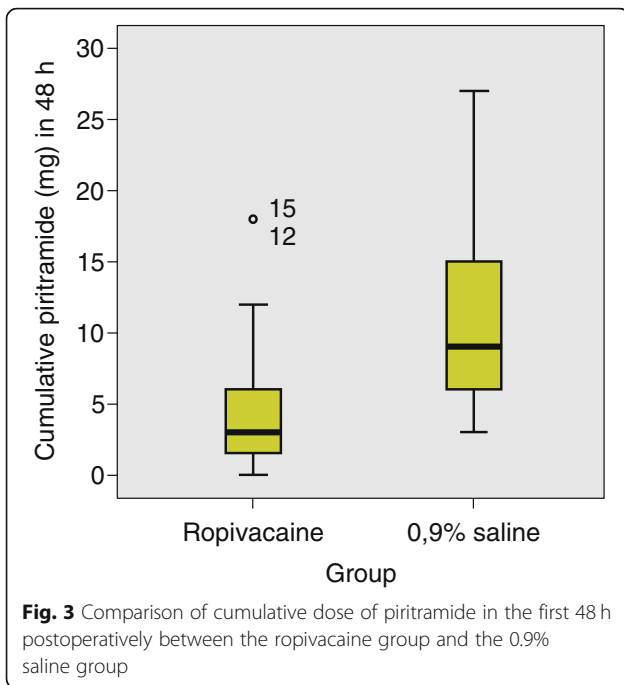 Cumulative piritramide (mg) in 48 h
30
25
20
15
10
5
0
15
12
Ropivacaine 0,9% saline
Group
Fig. 3 Comparison of cumulative dose of piritramide in the first 48 h
postoperatively between the ropivacaine group and the 0.9%
saline group